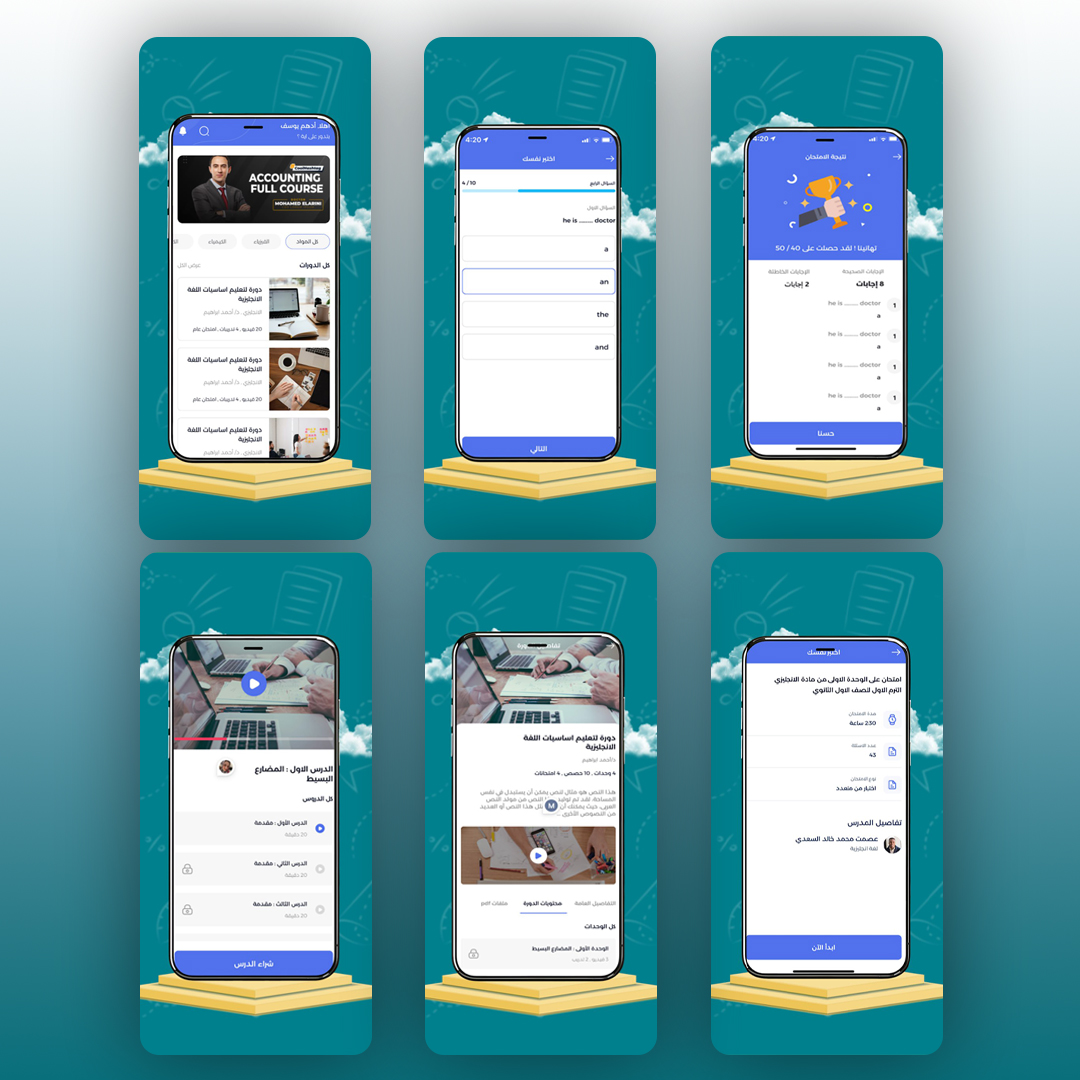 اهلا, أدهم يوسف
بتدور على اية ؟
ACCOUNTING
FULL COURSE
MOHAMED ELARINI
كل المواد
الفيزياء
الكيمياء
كل الدورات
عرض الكل
دورة لتعليم اساسيات اللغة
الانجليزية
الانجليزي , د/ أحمد ابراهيم
20 فيديو , 4 تدريبات , امتحان عام
دورة لتعليم اساسيات اللغة
الانجليزية
الانجليزي , د/ أحمد ابراهيم
20 فيديو , 4 تدريبات , امتحان عام
دورة لتعليم اساسيات اللغة
الانجليزية
الانجليزي , د/ أحمد ابراهيم
4:20
اختبر نفسك
السؤال الرابع
4 / 10
السؤال الاول
he is ........ doctor
a
an
the
and
التالي
5:20
نتيجة الامتحان
تهانينا ! لقد حصلت على 40 / 50
الإجابات الصحيحة
8 إجابات
الإجابات الخاطئة
2 إجابات
1
he is ........ doctor
a
1
he is ........ doctor
a
1
he is ........ doctor
a
1
he is ........ doctor
a
حسنا
الدرس الاول : المضارع
البسيط
كل الدروس
الدرس الأول : مقدمة
20 دقيقة
الدرس الثاني : مقدمة
20 دقيقة
الدرس الثالث : مقدمة
20 دقيقة
شراء الدرس
دورة لتعليم اساسيات اللغة
الانجليزية
د/أحمد ابراهيم
4 وحدات , 10 حصص , 4 امتحانات
هذا النص هو مثال لنص يمكن أن يستبدل في نفس
المساحة، لقد تم توليد هذا النص من مولد النص
العربى، حيث يمكنك أن مثل هذا النص أو العديد
من النصوص الأخرى ..
M
التفاصيل العامة
محتويات الدورة
ملفات pdf
كل الوحدات
الوحدة الأولى : المضارع البسيط
اختبر نفسك
امتحان على الوحدة الاولى من مادة الانجليزي
الترم الاول لصف الاول الثانوي
مدة الامتحان
2:30 ساعة
عدد الاسئلة
43
نوع الامتحان
اختيار من متعدد
تفاصيل المدرس
عصمت محمد خالد السعدي
لغة انجليزية
ابدأ الآن